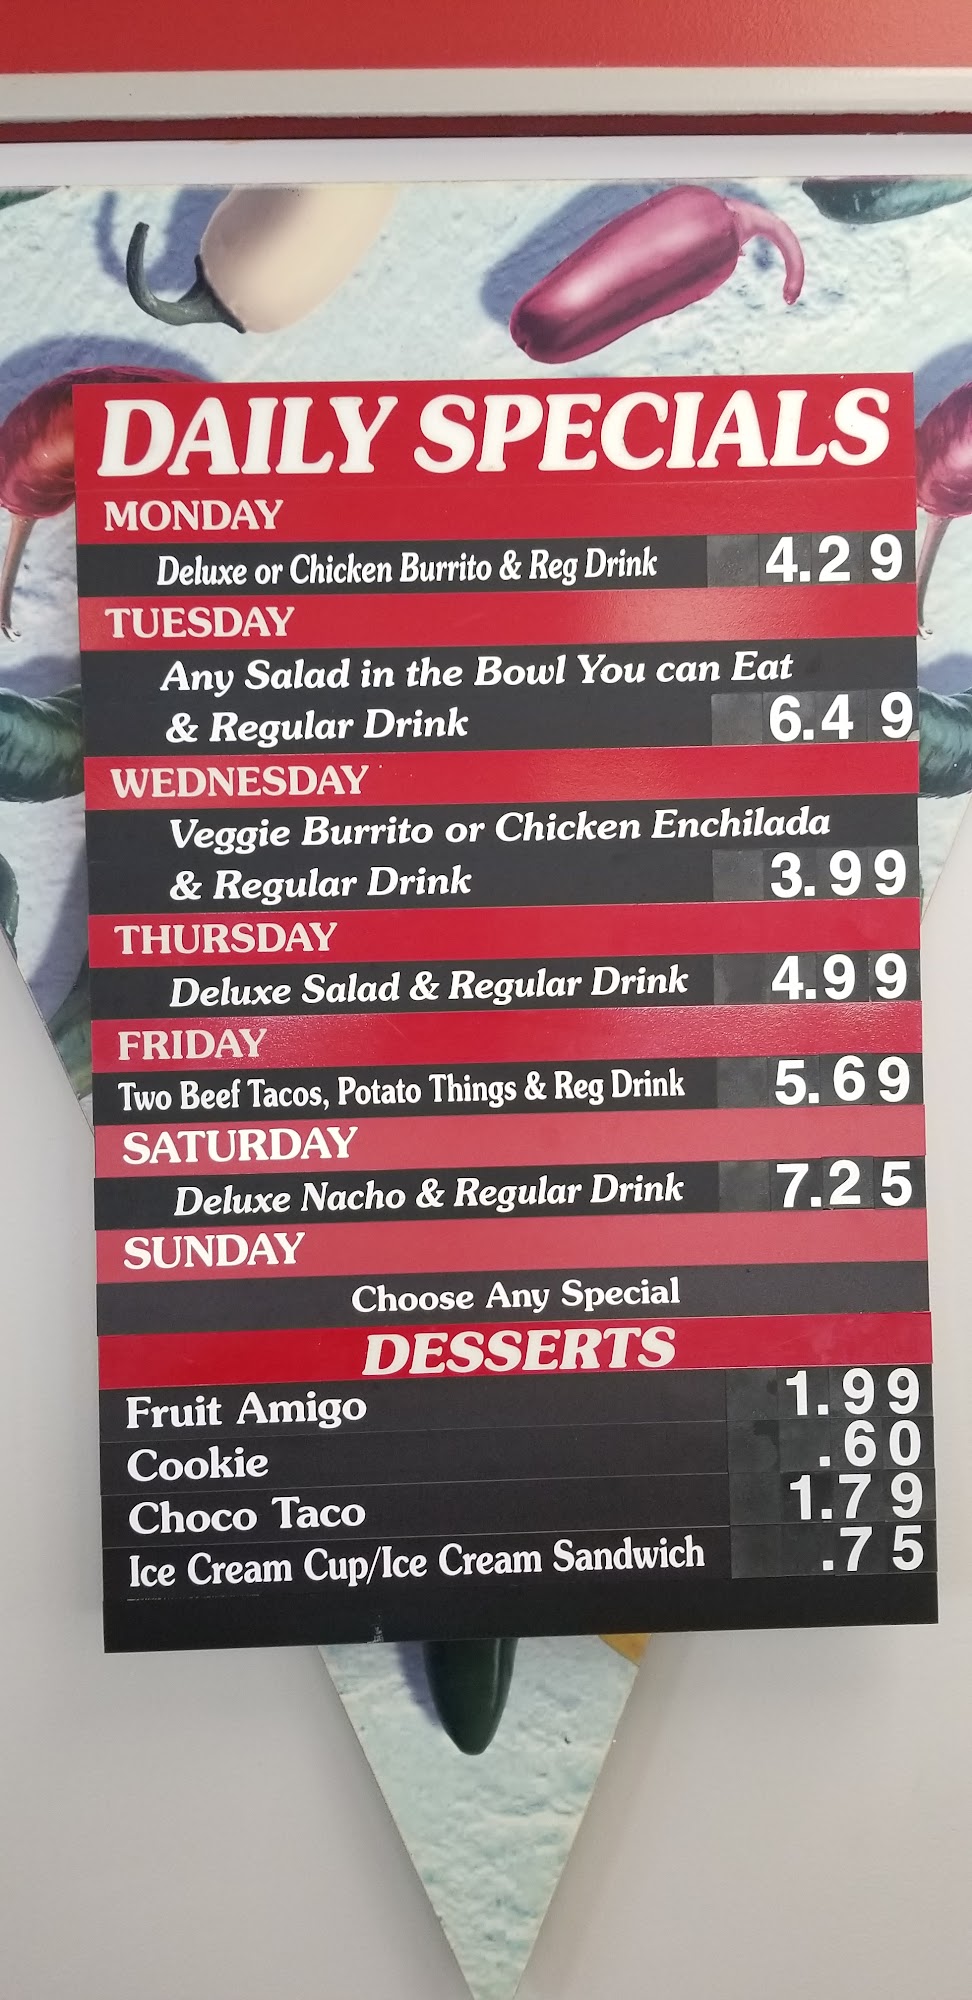 DAILY SPECIALS
MONDAY
Deluxe or Chicken Burrito & Reg Drink 4.29
TUESDAY
Any Salad in the Bowl You can Eat
& Regular Drink 6.49
WEDNESDAY
Veggie Burrito or Chicken Enchilada
& Regular Drink 3.99
THURSDAY
Deluxe Salad & Regular Drink 4.99
FRIDAY
Two Beef Tacos, Potato Things & Reg Drink 5.69
SATURDAY
Deluxe Nacho & Regular Drink 7.25
SUNDAY
Choose Any Special
DESSERTS
Fruit Amigo 1.99
Cookie .60
Choco Taco 1.79
Ice Cream Cup/Ice Cream Sandwich .75